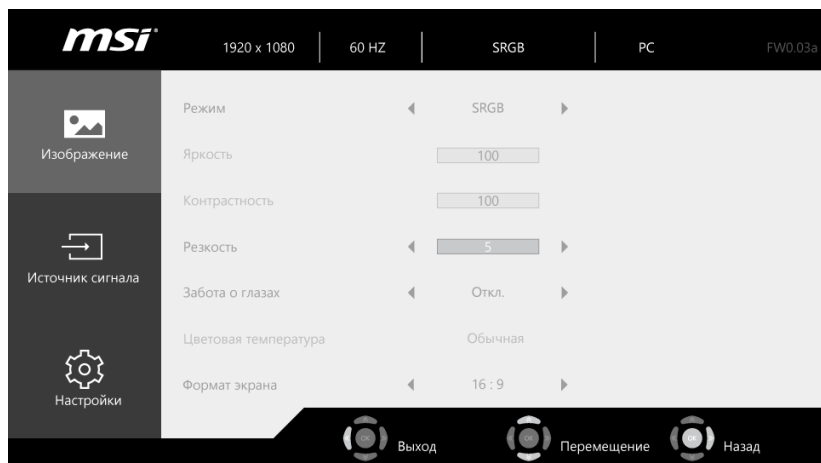 msi
1920 x 1080 60 HZ SRGB PC FW0.03a
Изображение
Источник сигнала
Настройки
Режим SRGB
Яркость 100
Контрастность 100
Резкость 5
Забота о глазах Откл.
Цветовая температура Обычная
Формат экрана 16 : 9
OK Выход OK Перемещение OK Назад